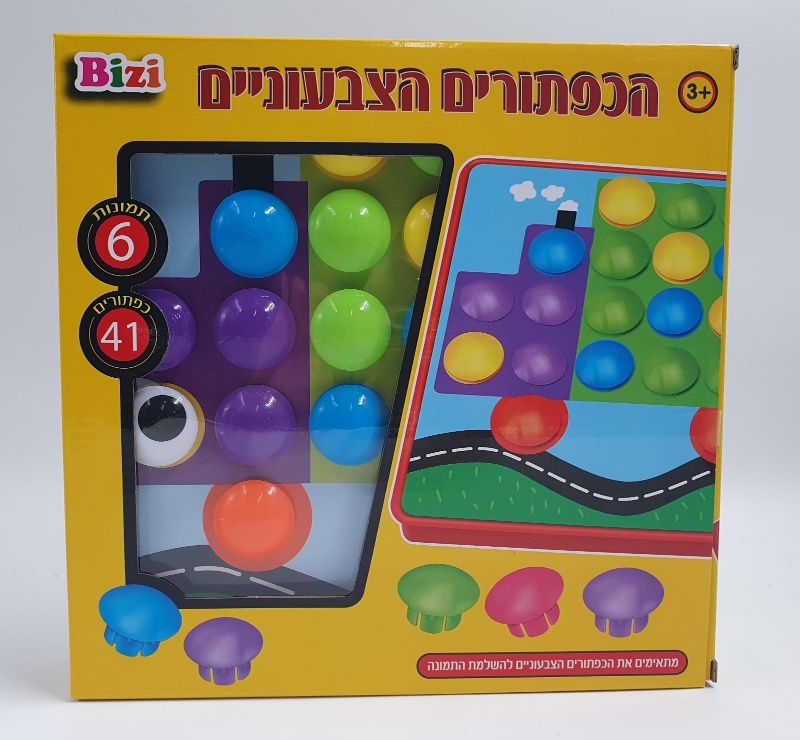 Bizi
הכפתורים הצבעוניים
3+
תמונות
6
כפתורים
41
מתאימים את הכפתורים הצבעוניים להשלמת התמונה